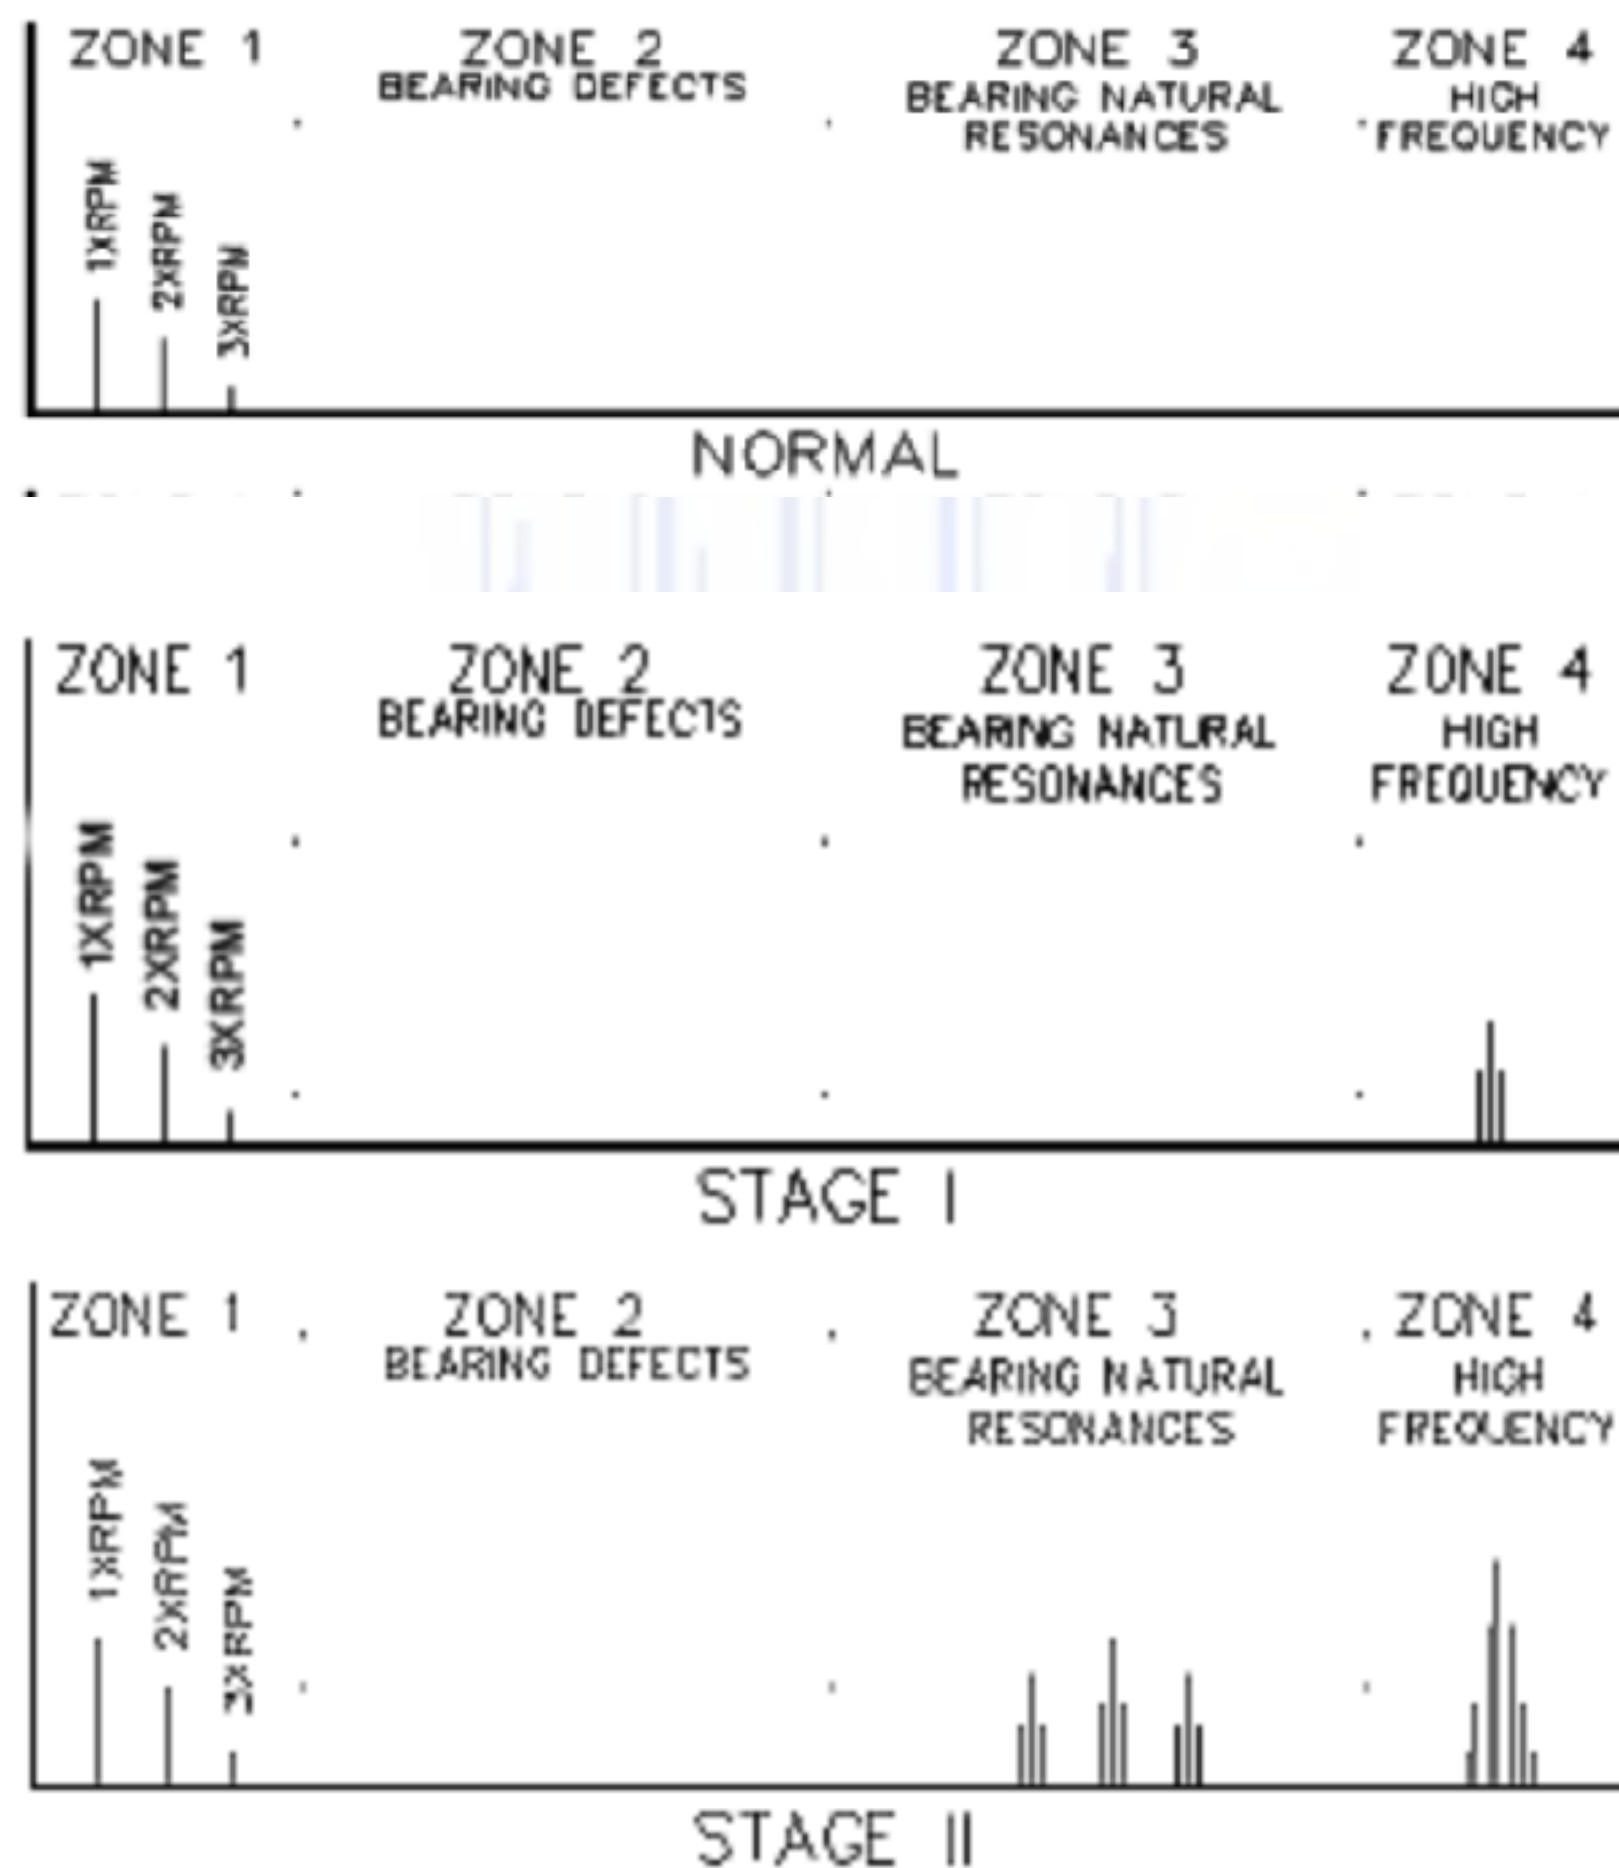 ZONE 1 ZONE 2 ZONE 3 ZONE 4
BEARING DEFECTS BEARING NATURAL HIGH
RESONANCES FREQUENCY
1XRPM
2XRPM
3XRPM
NORMAL
ZONE 1 ZONE 2 ZONE 3 ZONE 4
BEARING DEFECTS BEARING NATURAL HIGH
RESONANCES FREQUENCY
1XRPM
2XRPM
3XRPM
STAGE I
ZONE 1 ZONE 2 ZONE 3 ZONE 4
BEARING DEFECTS BEARING NATURAL HIGH
RESONANCES FREQUENCY
1XRPM
2XRPM
3XRPM
STAGE II